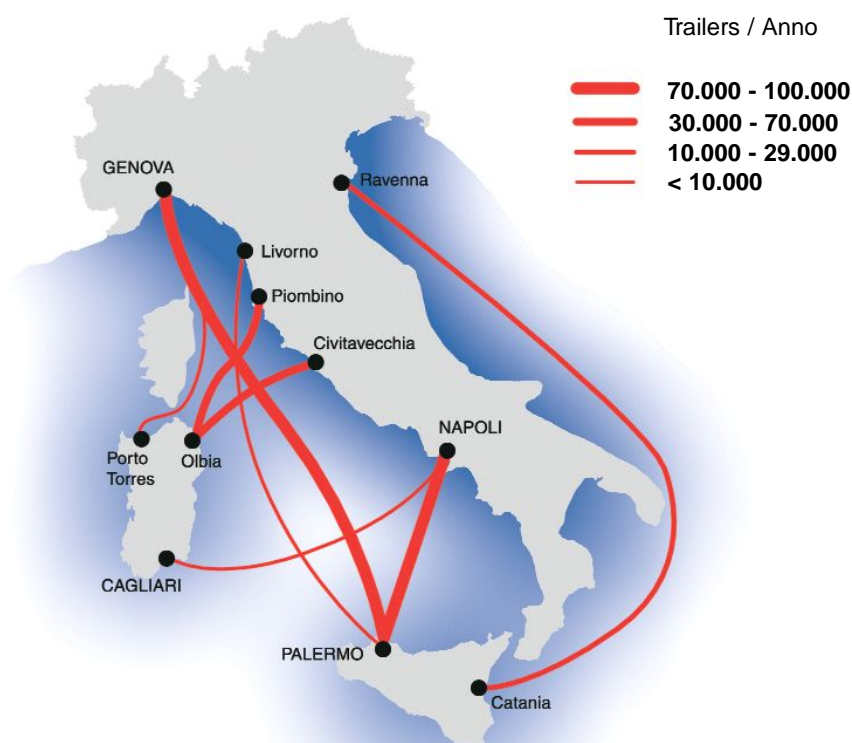 Trailers / Anno
70.000 - 100.000
30.000 - 70.000
10.000 - 29.000
< 10.000
GENOVA
Ravenna
Livorno
Piombino
Civitavecchia
NAPOLI
Porto
Torres
Olbia
CAGLIARI
PALERMO
Catania